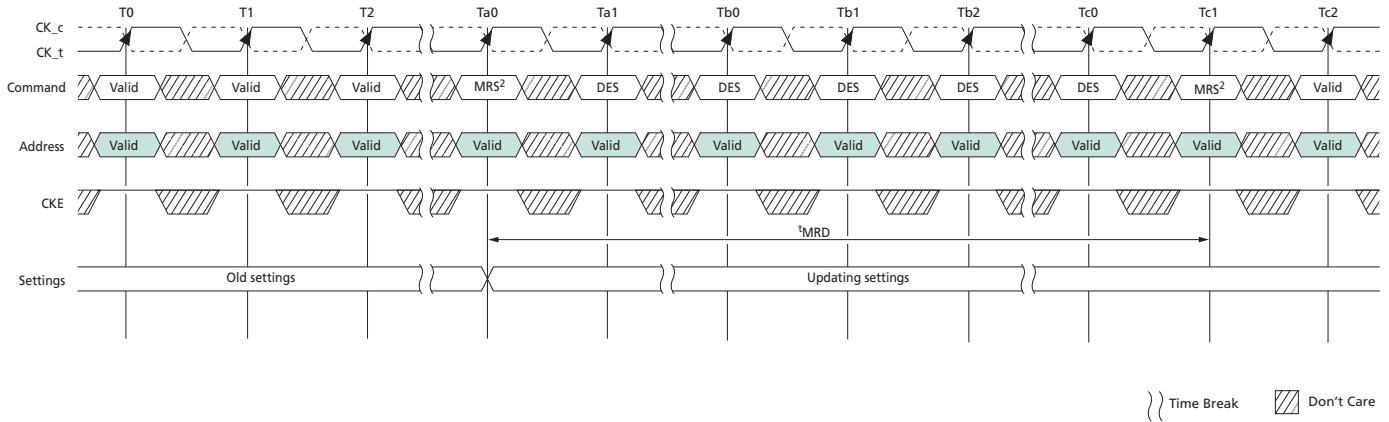 T0 T1 T2 Ta0 Ta1 Tb0 Tb1 Tb2 Tc0 Tc1 Tc2
CK_c
CK_t
Command Valid Valid Valid MRS² DES DES DES DES DES MRS² Valid
Address Valid Valid Valid Valid Valid Valid Valid Valid Valid Valid Valid
CKE
ᵗMRD
Settings Old settings Updating settings
Time Break Don't Care